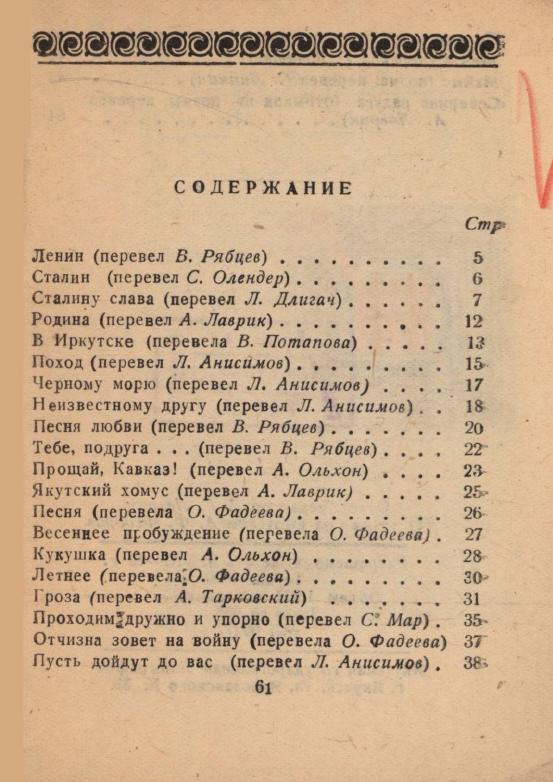 СОДЕРЖАНИЕ
Стр
Ленин (перевел В. Рябцев) . . . . . . . . . . 5
Сталин (перевел С. Олендер) . . . . . . . . . 6
Сталину слава (перевел Л. Длигач) . . . . . . 7
Родина (перевел А. Лаврик) . . . . . . . . . . 12
В Иркутске (перевела В. Потапова) . . . . . . 13
Поход (перевел Л. Анисимов) . . . . . . . . . 15
Черному морю (перевел Л. Анисимов) . . . . . 17
Неизвестному другу (перевел Л. Анисимов) . . 18
Песня любви (перевел В. Рябцев) . . . . . . . 20
Тебе, подруга . . . (перевел В. Рябцев) . . . . 22
Прощай, Кавказ! (перевел А. Ольхон) . . . . . 23
Якутский хомус (перевел А. Лаврик) . . . . . 25
Песня (перевела О. Фадеева) . . . . . . . . . 26
Весеннее пробуждение (перевела О. Фадеева) . 27
Кукушка (перевел А. Ольхон) . . . . . . . . . 28
Летнее (перевела О. Фадеева) . . . . . . . . . 30
Гроза (перевел А. Тарковский) . . . . . . . 31
Проходим дружно и упорно (перевел С. Мар) . 35
Отчизна зовет на войну (перевела О. Фадеева) 37
Пусть дойдут до вас (перевел Л. Анисимов) . 38
61